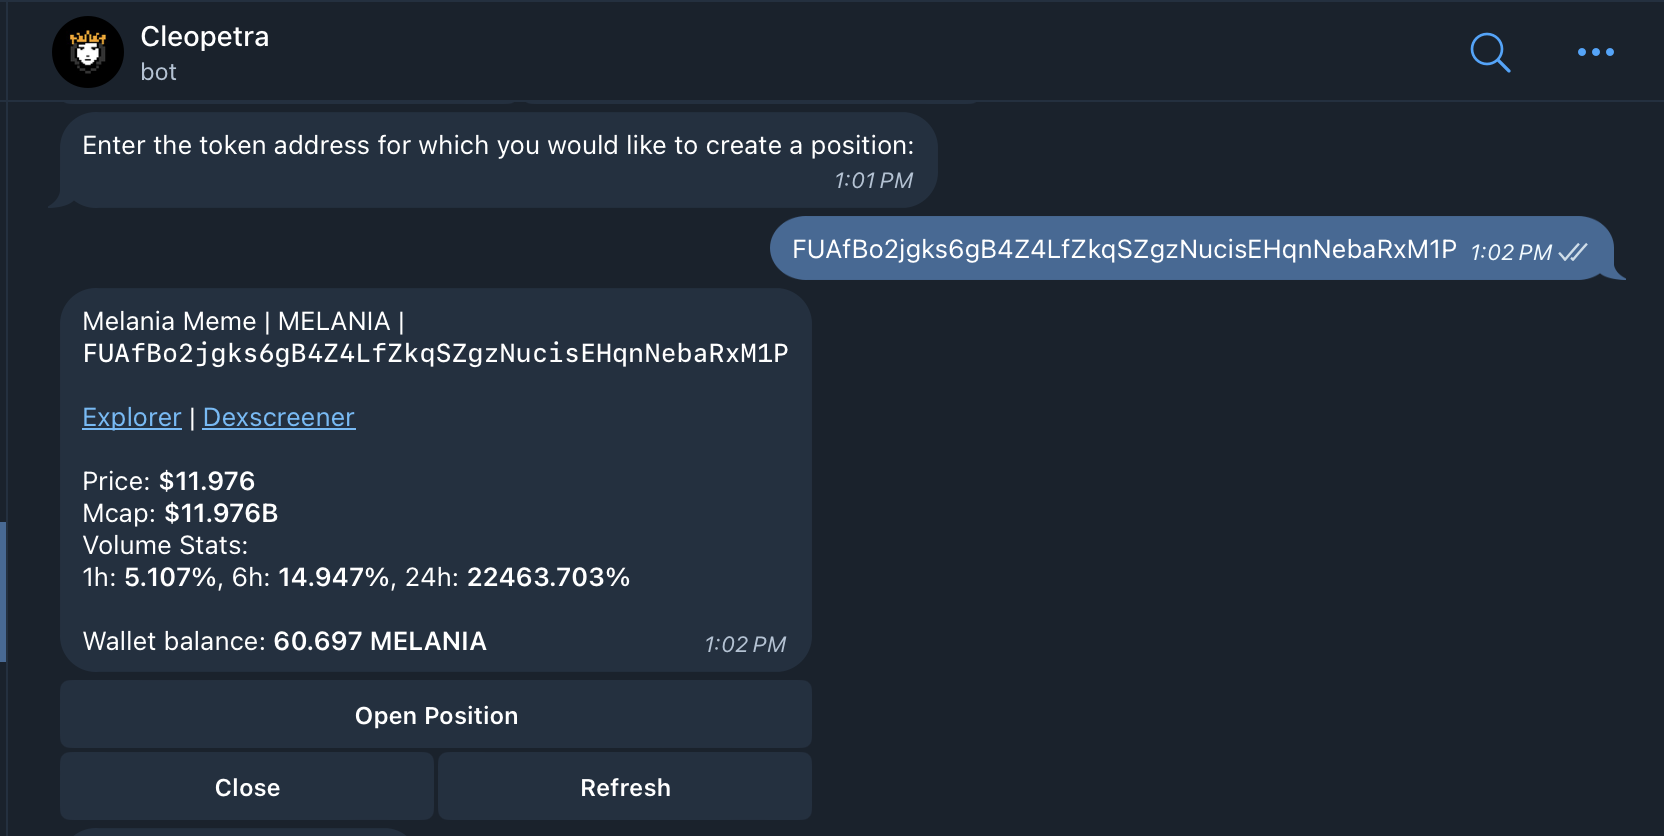 Cleopetra
bot
Enter the token address for which you would like to create a position:
1:01 PM
FUAfBo2jgks6gB4Z4LfZkqSZgzNucisEHqnNebaRxM1P 1:02 PM
Melania Meme | MELANIA |
FUAfBo2jgks6gB4Z4LfZkqSZgzNucisEHqnNebaRxM1P
Explorer | Dexscreener
Price: $11.976
Mcap: $11.976B
Volume Stats:
1h: 5.107%, 6h: 14.947%, 24h: 22463.703%
Wallet balance: 60.697 MELANIA 1:02 PM
Open Position
Close Refresh